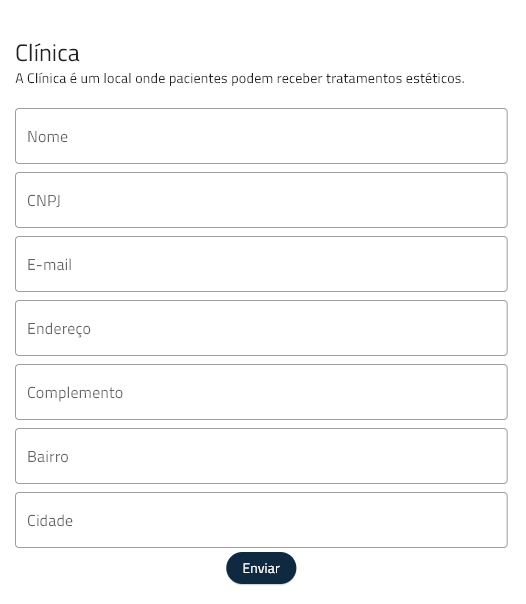 Clínica
A Clínica é um local onde pacientes podem receber tratamentos estéticos.
Nome
CNPJ
E-mail
Endereço
Complemento
Bairro
Cidade
Enviar